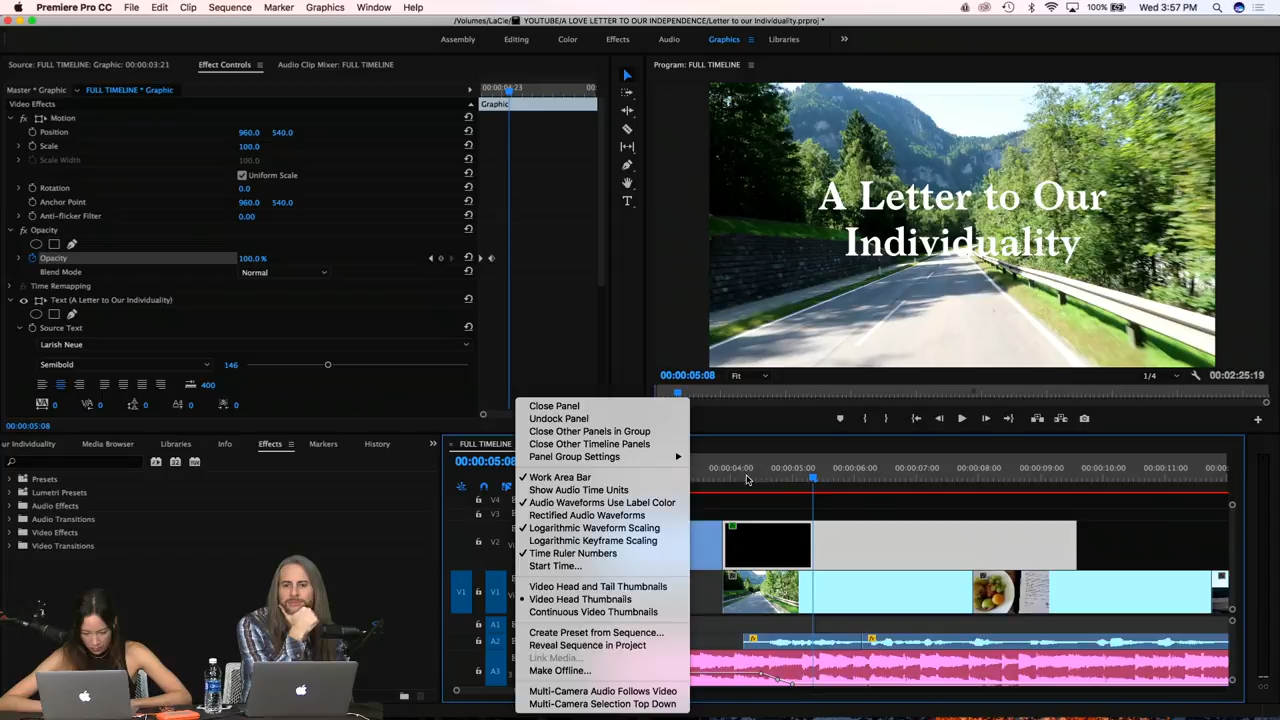 Premiere Pro CC File Edit Clip Sequence Marker Graphics Window Help 100% Wed 3:57 PM
/Volumes/LaCie/ YOUTUBE/A LOVE LETTER TO OUR INDEPENDENCE/Letter to our Individuality.prproj *
Assembly Editing Color Effects Audio Graphics Libraries
Source: FULL TIMELINE: Graphic: 00:00:03:21 Effect Controls Audio Clip Mixer: FULL TIMELINE Program: FULL TIMELINE
Master * Graphic FULL TIMELINE * Graphic
Video Effects
fx Motion
Position 960.0 540.0
Scale 100.0
Scale Width 100.0
Uniform Scale
Rotation 0.0
Anchor Point 960.0 540.0
Anti-flicker Filter 0.00
fx Opacity
Opacity 100.0 %
Blend Mode Normal
Time Remapping
Text (A Letter to Our Individuality)
Source Text
Larish Neue
Semibold 146
400
0 0 0 0 0
00:00:05:08
Graphic
A Letter to Our
Individuality
00:00:05:08 Fit 1/4 00:02:25:19
ur Individuality Media Browser Libraries Info Effects Markers History
Presets
Lumetri Presets
Audio Effects
Audio Transitions
Video Effects
Video Transitions
FULL TIMELINE
00:00:05:08
00:00:04:00 00:00:05:00 00:00:06:00 00:00:07:00 00:00:08:00 00:00:09:00 00:00:10:00 00:00:11:00
V4
V3
V2
V1 V1
A1
A2
A3
Close Panel
Undock Panel
Close Other Panels in Group
Close Other Timeline Panels
Panel Group Settings
Work Area Bar
Show Audio Time Units
Audio Waveforms Use Label Color
Rectified Audio Waveforms
Logarithmic Waveform Scaling
Logarithmic Keyframe Scaling
Time Ruler Numbers
Start Time...
Video Head and Tail Thumbnails
Video Head Thumbnails
Continuous Video Thumbnails
Create Preset from Sequence...
Reveal Sequence in Project
Link Media...
Make Offline...
Multi-Camera Audio Follows Video
Multi-Camera Selection Top Down